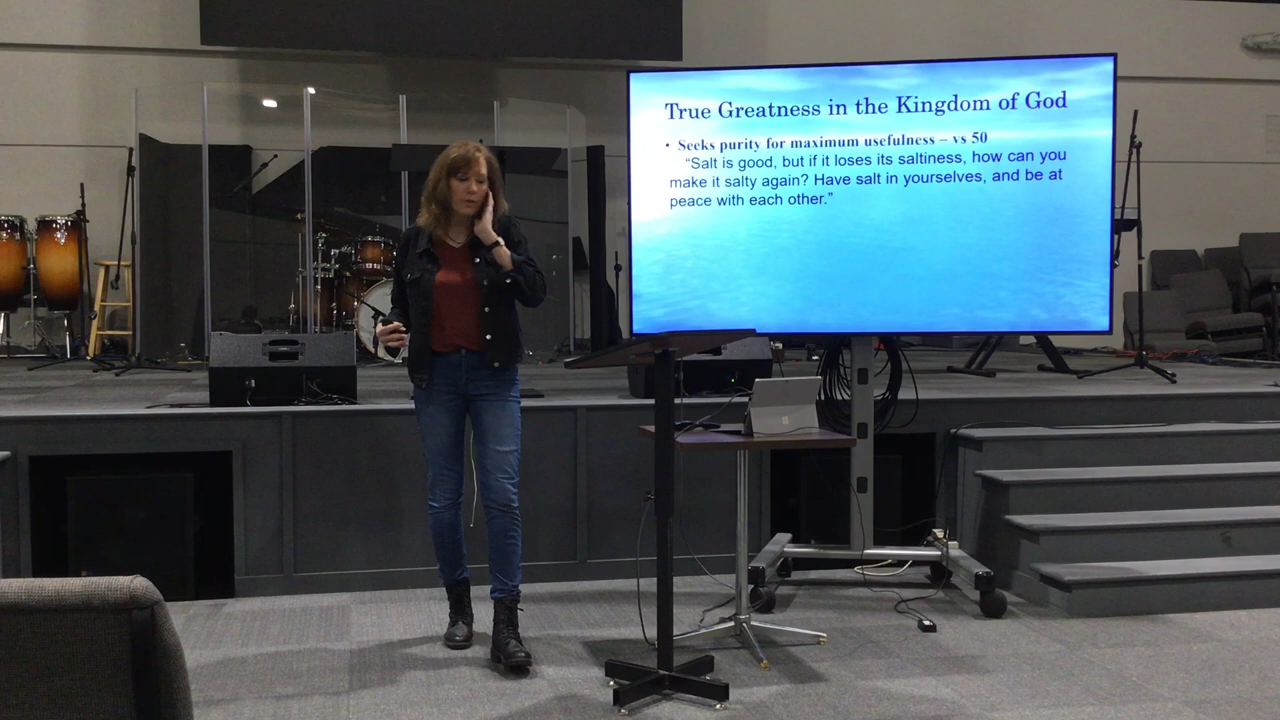 True Greatness in the Kingdom of God
• Seeks purity for maximum usefulness – vs 50
“Salt is good, but if it loses its saltiness, how can you
make it salty again? Have salt in yourselves, and be at
peace with each other.”